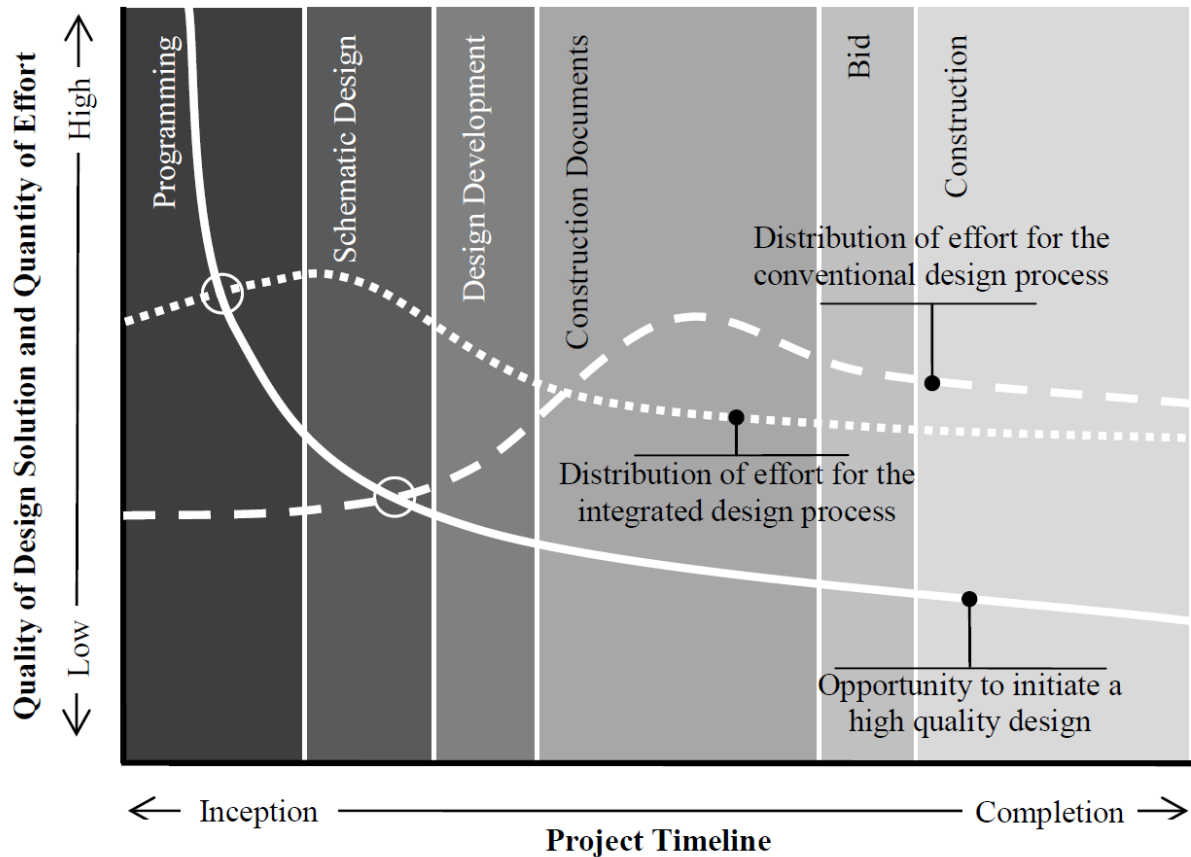 Quality of Design Solution and Quantity of Effort
High
Low
Programming
Schematic Design
Design Development
Construction Documents
Bid
Construction
Distribution of effort for the
conventional design process
Distribution of effort for the
integrated design process
Opportunity to initiate a
high quality design
Inception
Completion
Project Timeline